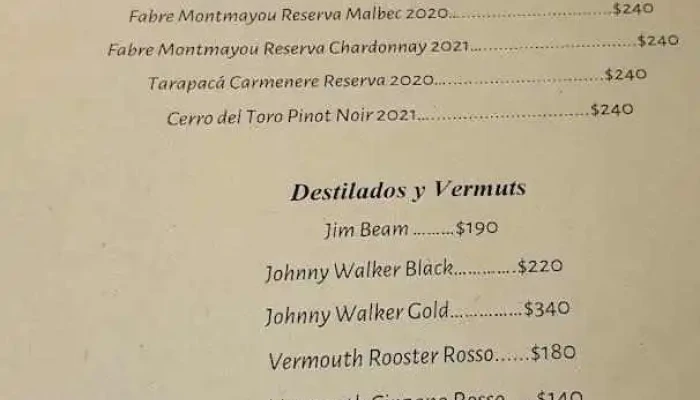 Fabre Montmayou Reserva Malbec 2020..............................$240
Fabre Montmayou Reserva Chardonnay 2021..............................$240
Tarapacá Carmenere Reserva 2020..............................$240
Cerro del Toro Pinot Noir 2021..............................$240
Destilados y Vermuts
Jim Beam .........$190
Johnny Walker Black.............$220
Johnny Walker Gold...............$340
Vermouth Rooster Rosso......$180
Rosso $140